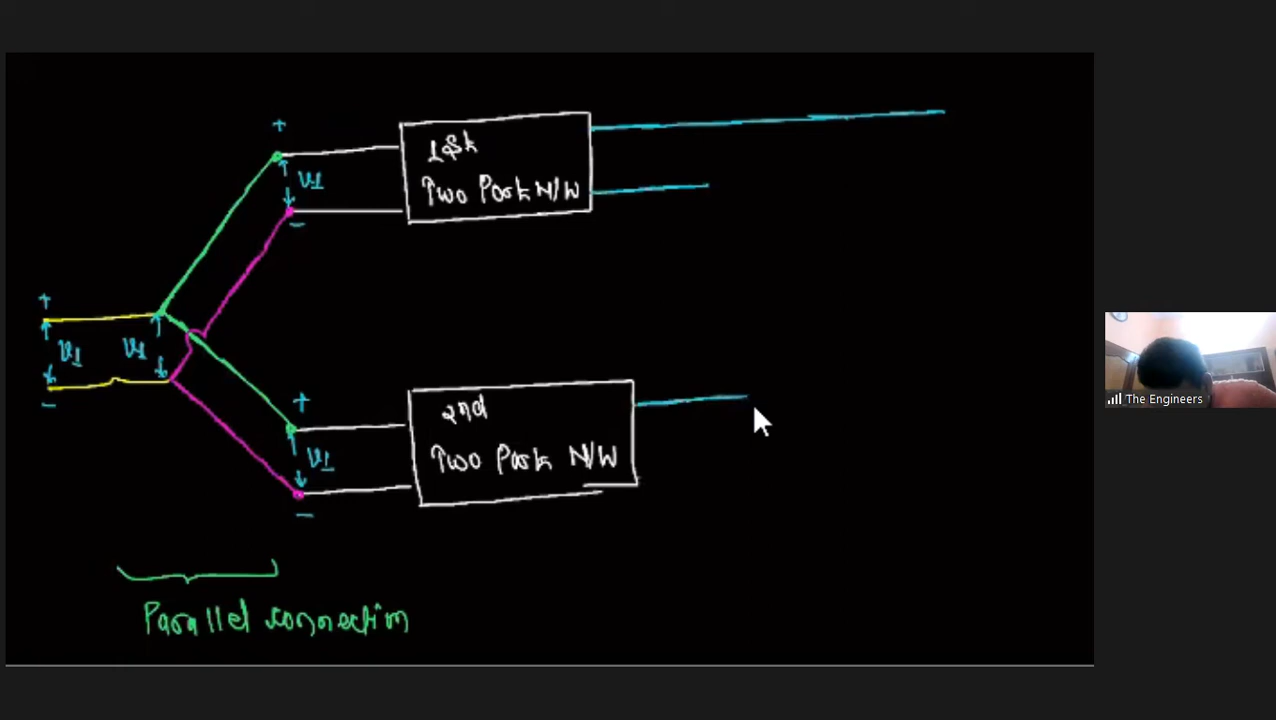 +
1st
Two Port N/W
V1
-
+
V1
V1
-
+
2nd
Two Port N/W
V1
-
Parallel connection
The Engineers